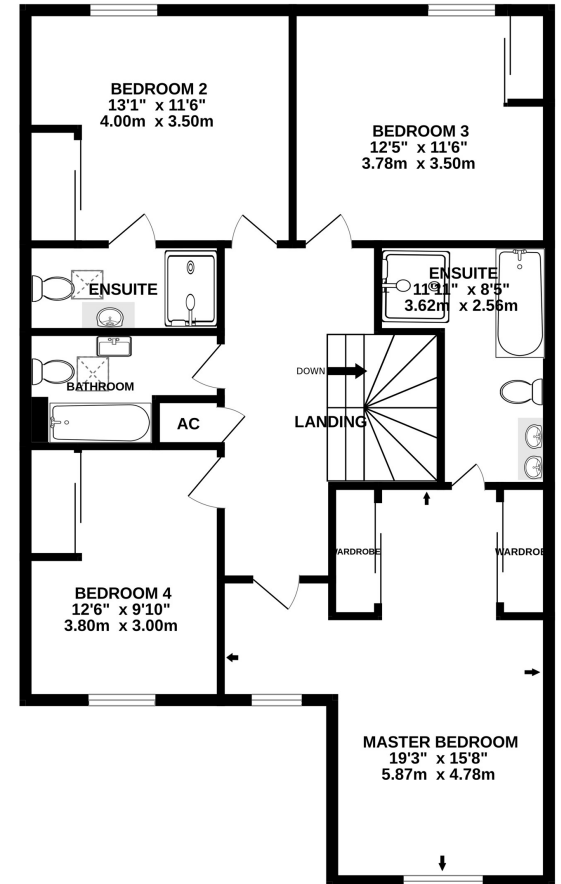 BEDROOM 2
13'1" x 11'6"
4.00m x 3.50m
BEDROOM 3
12'5" x 11'6"
3.78m x 3.50m
ENSUITE
ENSUITE
11'11" x 8'5"
3.62m x 2.56m
BATHROOM
DOWN
AC
LANDING
WARDROBE
WARDROBE
BEDROOM 4
12'6" x 9'10"
3.80m x 3.00m
MASTER BEDROOM
19'3" x 15'8"
5.87m x 4.78m